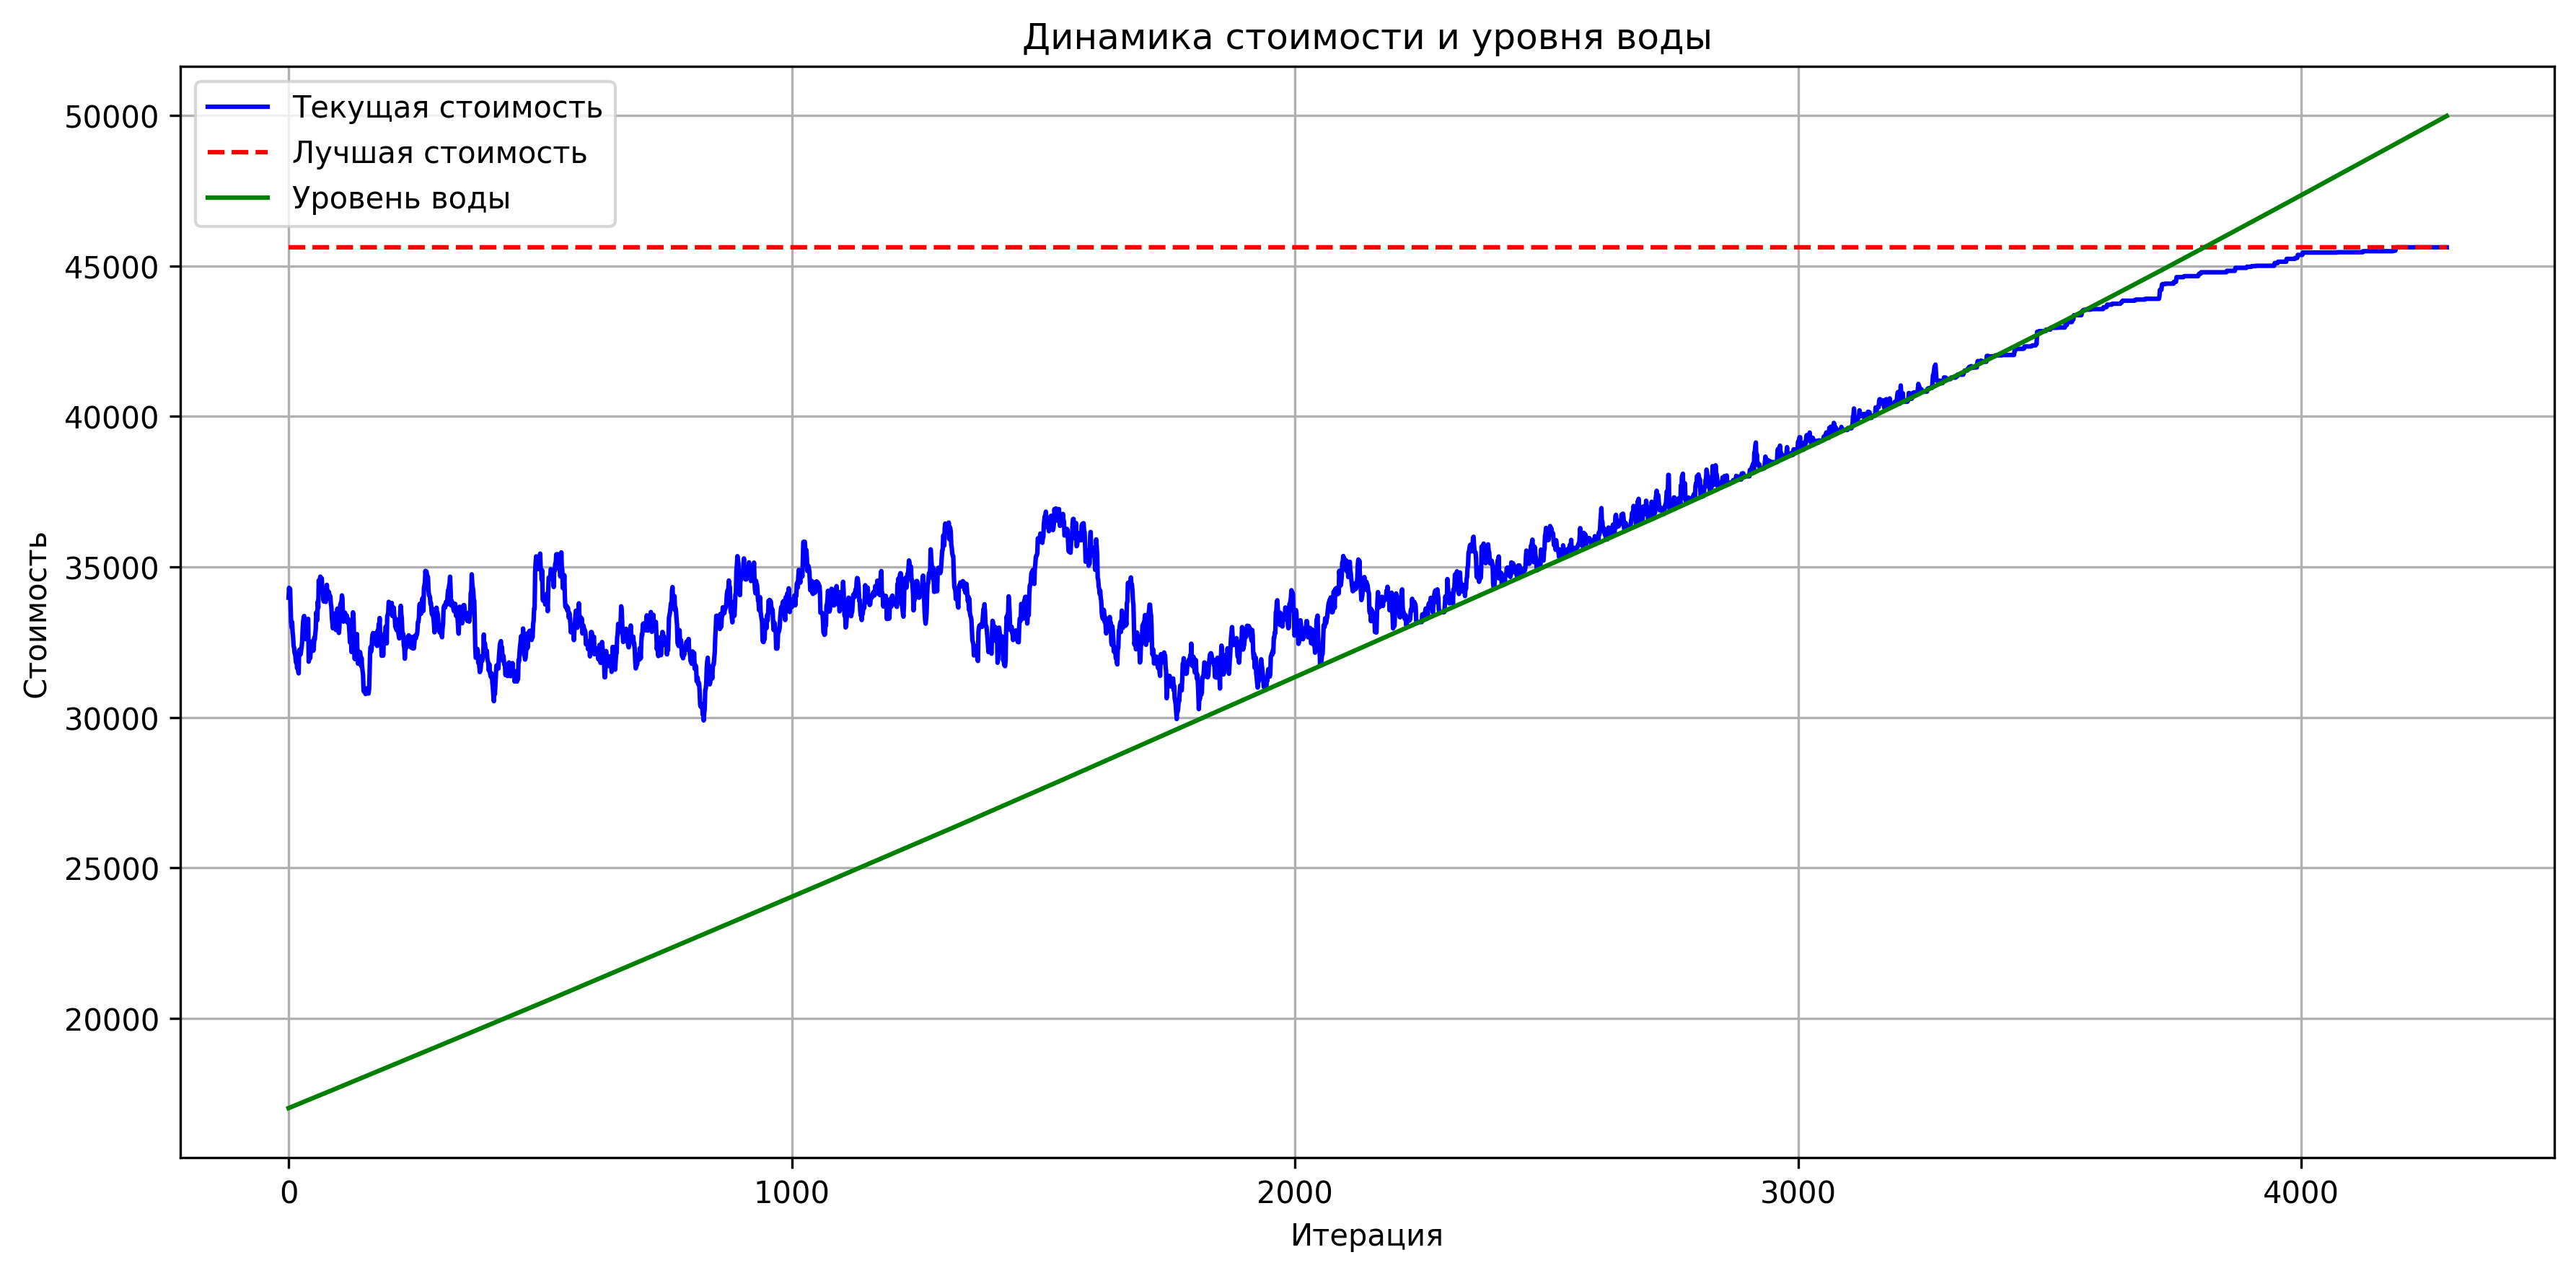 Динамика стоимости и уровня воды
Текущая стоимость
Лучшая стоимость
Уровень воды
50000
45000
40000
35000
30000
25000
20000
Стоимость
0 1000 2000 3000 4000
Итерация